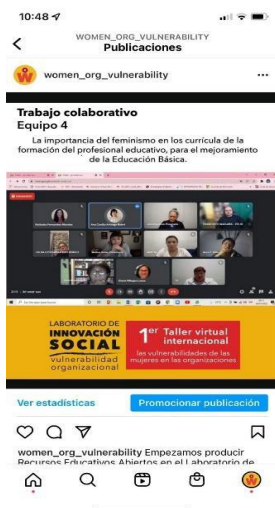 10:48
WOMEN_ORG_VULNERABILITY
Publicaciones
women_org_vulnerability
Trabajo colaborativo
Equipo 4
La importancia del feminismo en los currícula de la
formación del profesional educativo, para el mejoramiento
de la Educación Básica.
LABORATORIO DE
INNOVACIÓN
SOCIAL
vulnerabilidad
organizacional
1er Taller virtual
internacional
las vulnerabilidades de las
mujeres en las organizaciones
Ver estadísticas
Promocionar publicación
women_org_vulnerability Empezamos producir
Recursos Educativos Abiertos en el Laboratorio de